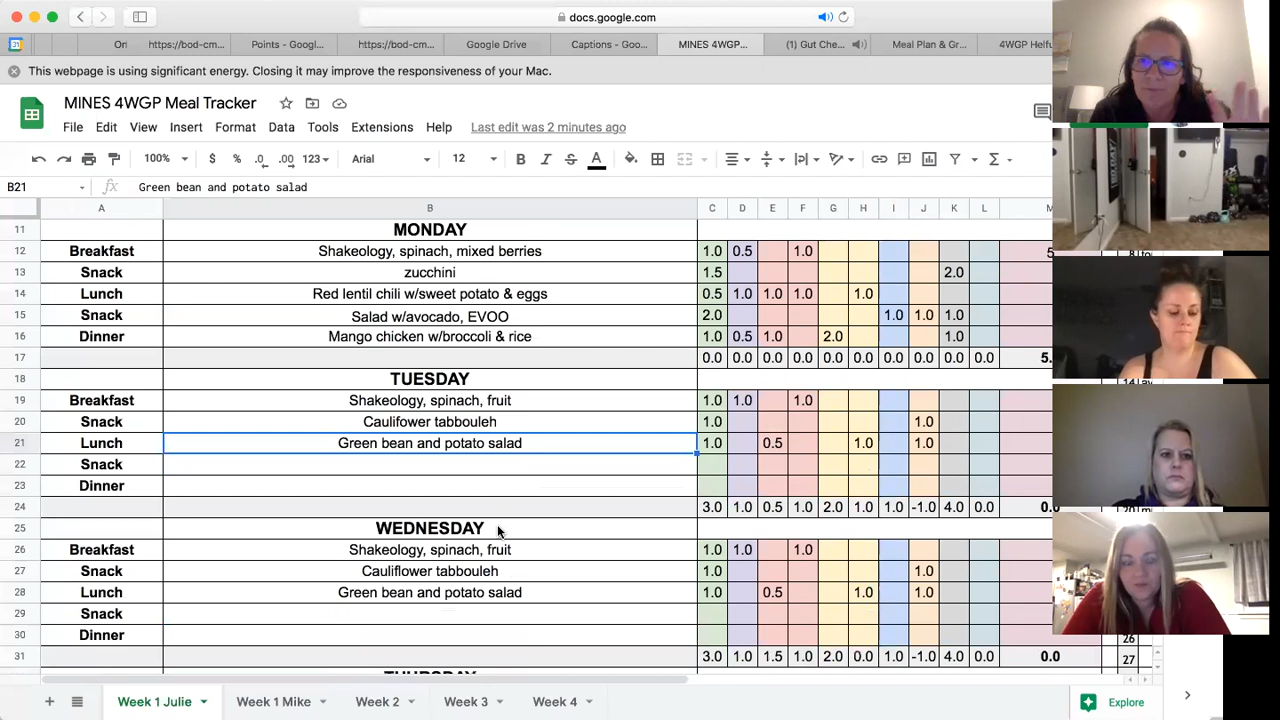 docs.google.com
Ori https://bod-cm... Points - Googl... https://bod-cm... Google Drive Captions - Goo... MINES 4WGP... (1) Gut Che... Meal Plan & Gr... 4WGP Helfu
This webpage is using significant energy. Closing it may improve the responsiveness of your Mac.
MINES 4WGP Meal Tracker
File Edit View Insert Format Data Tools Extensions Help Last edit was 2 minutes ago
100% $ % .0 .00 123 Arial 12 B I S A
B21 fx Green bean and potato salad
A B C D E F G H I J K L M
11 MONDAY
12 Breakfast Shakeology, spinach, mixed berries 1.0 0.5 1.0 5
13 Snack zucchini 1.5 2.0
14 Lunch Red lentil chili w/sweet potato & eggs 0.5 1.0 1.0 1.0 1.0
15 Snack Salad w/avocado, EVOO 2.0 1.0 1.0 1.0
16 Dinner Mango chicken w/broccoli & rice 1.0 0.5 1.0 2.0 1.0
17 0.0 0.0 0.0 0.0 0.0 0.0 0.0 0.0 0.0 0.0 5.
18 TUESDAY
19 Breakfast Shakeology, spinach, fruit 1.0 1.0 1.0
20 Snack Caulifower tabbouleh 1.0 1.0
21 Lunch Green bean and potato salad 1.0 0.5 1.0 1.0
22 Snack
23 Dinner
24 3.0 1.0 0.5 1.0 2.0 1.0 1.0 -1.0 4.0 0.0 0.0
25 WEDNESDAY
26 Breakfast Shakeology, spinach, fruit 1.0 1.0 1.0
27 Snack Cauliflower tabbouleh 1.0 1.0
28 Lunch Green bean and potato salad 1.0 0.5 1.0 1.0
29 Snack
30 Dinner 26
31 3.0 1.0 1.5 1.0 2.0 0.0 1.0 -1.0 4.0 0.0 0.0 27
THURSDAY
Week 1 Julie Week 1 Mike Week 2 Week 3 Week 4 Explore